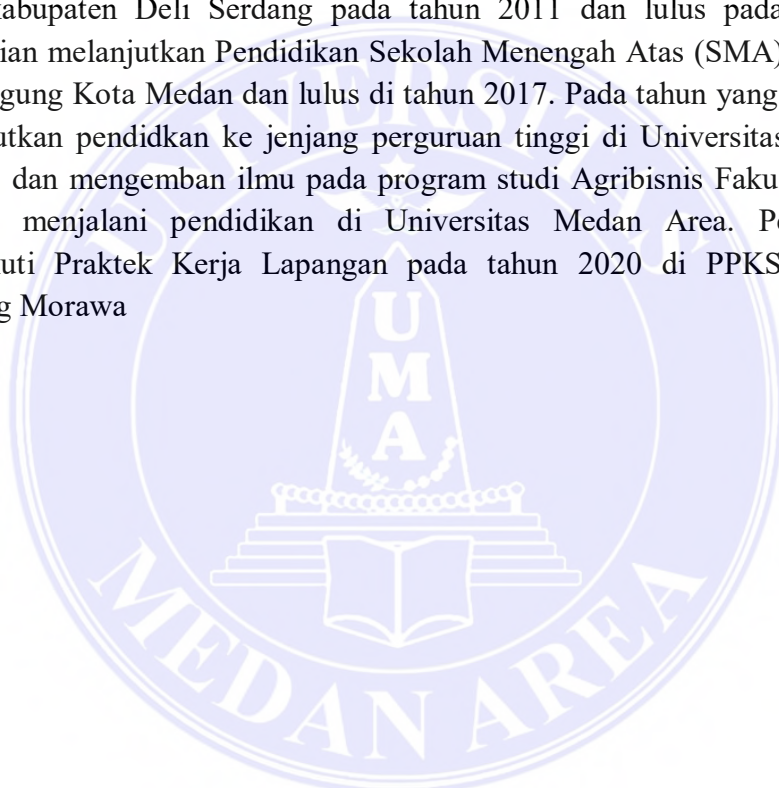 kabupaten Deli Serdang pada tahun 2011 dan lulus pada
ian melanjutkan Pendidikan Sekolah Menengah Atas (SMA)
gung Kota Medan dan lulus di tahun 2017. Pada tahun yang
utkan pendidkan ke jenjang perguruan tinggi di Universitas
dan mengemban ilmu pada program studi Agribisnis Faku
menjalani pendidikan di Universitas Medan Area. Pe
uti Praktek Kerja Lapangan pada tahun 2020 di PPKS
g Morawa
UNIVERSITAS
U
M
A
MEDAN AREA